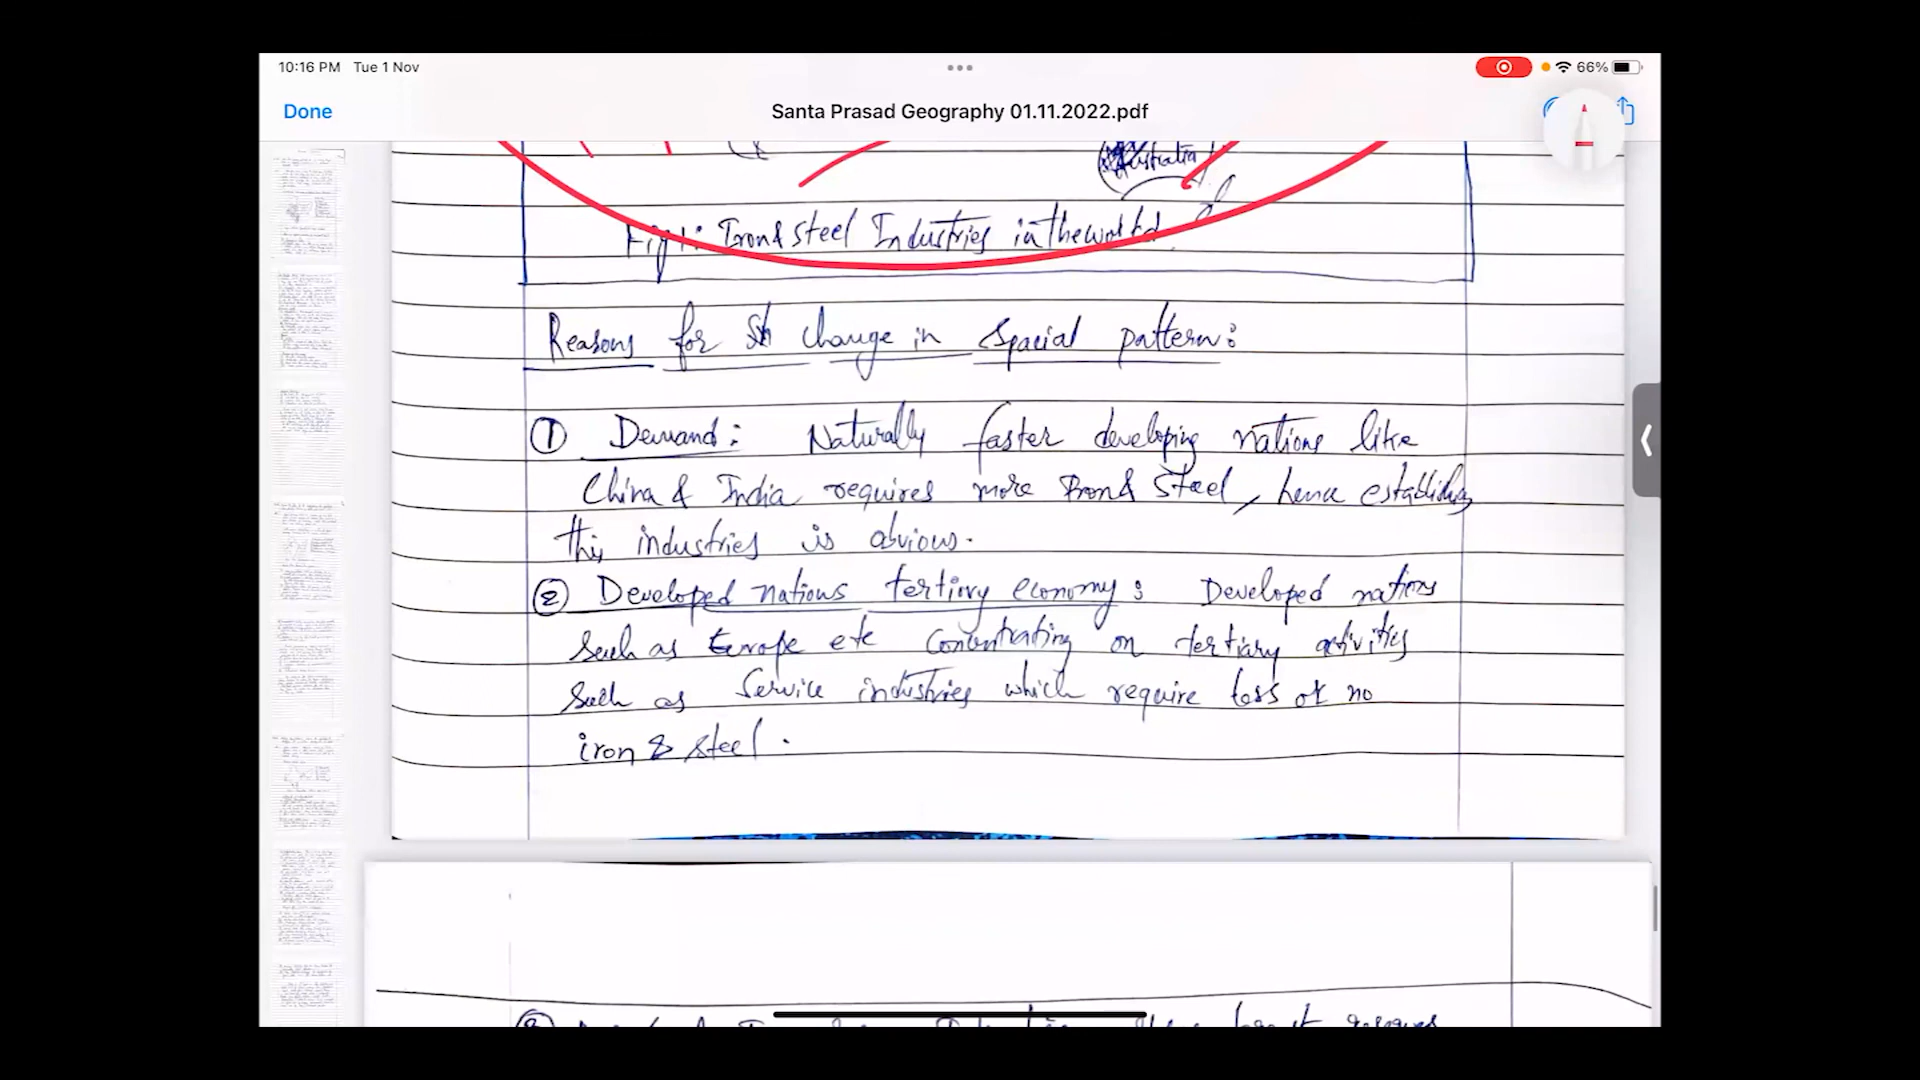 10:16 PM Tue 1 Nov
66%
Done
Santa Prasad Geography 01.11.2022.pdf
Australia
Fig 1: Iron & Steel Industries in the world
Reasons for change in Spacial pattern:
① Demand: Naturally faster developing nations like
China & India requires more Iron & Steel, hence establishing
this industries is obvious.
② Developed nations tertiory economy: Developed nations
such as Europe etc Concentrating on tertiary activities
such as Service industries which require less or no
iron & steel.